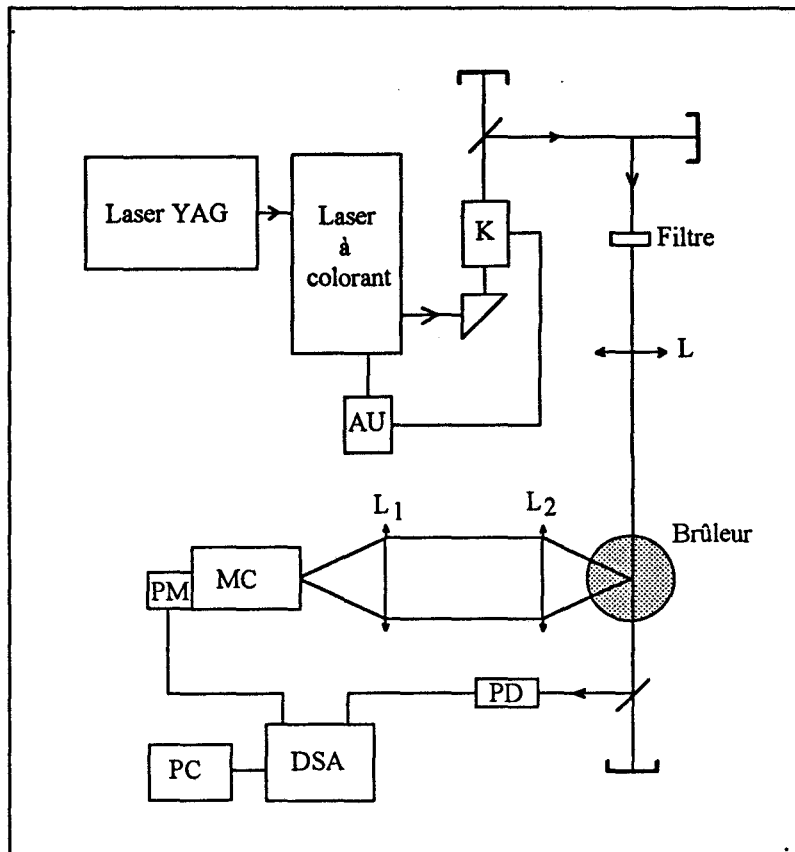 Laser YAG
Laser
à
colorant
K
Filtre
L
AU
L1
L2
Brûleur
PM
MC
PD
PC
DSA